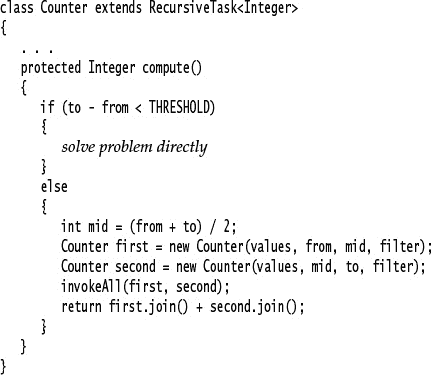 class Counter extends RecursiveTask<Integer>
{
   . . .
   protected Integer compute()
   {
      if (to - from < THRESHOLD)
      {
         solve problem directly
      }
      else
      {
         int mid = (from + to) / 2;
         Counter first = new Counter(values, from, mid, filter);
         Counter second = new Counter(values, mid, to, filter);
         invokeAll(first, second);
         return first.join() + second.join();
      }
   }
}